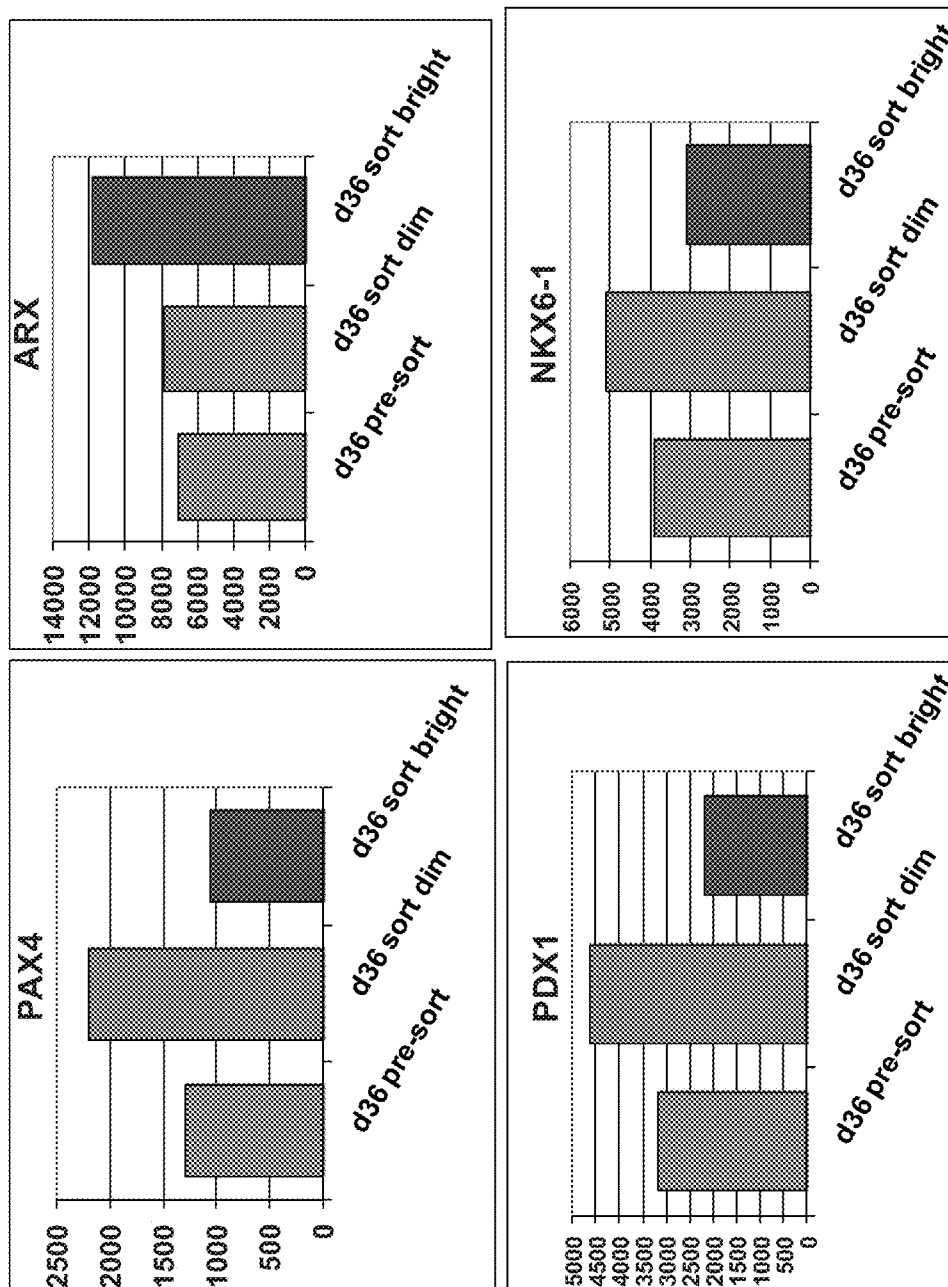 PAX4
2500
2000
1500
1000
500
0
d36 pre-sort
d36 sort dim
d36 sort bright
ARX
14000
12000
10000
8000
6000
4000
2000
0
d36 pre-sort
d36 sort dim
d36 sort bright
PDX1
5000
4500
4000
3500
3000
2500
2000
1500
1000
500
0
d36 pre-sort
d36 sort dim
d36 sort bright
NKX6-1
6000
5000
4000
3000
2000
1000
0
d36 pre-sort
d36 sort dim
d36 sort bright